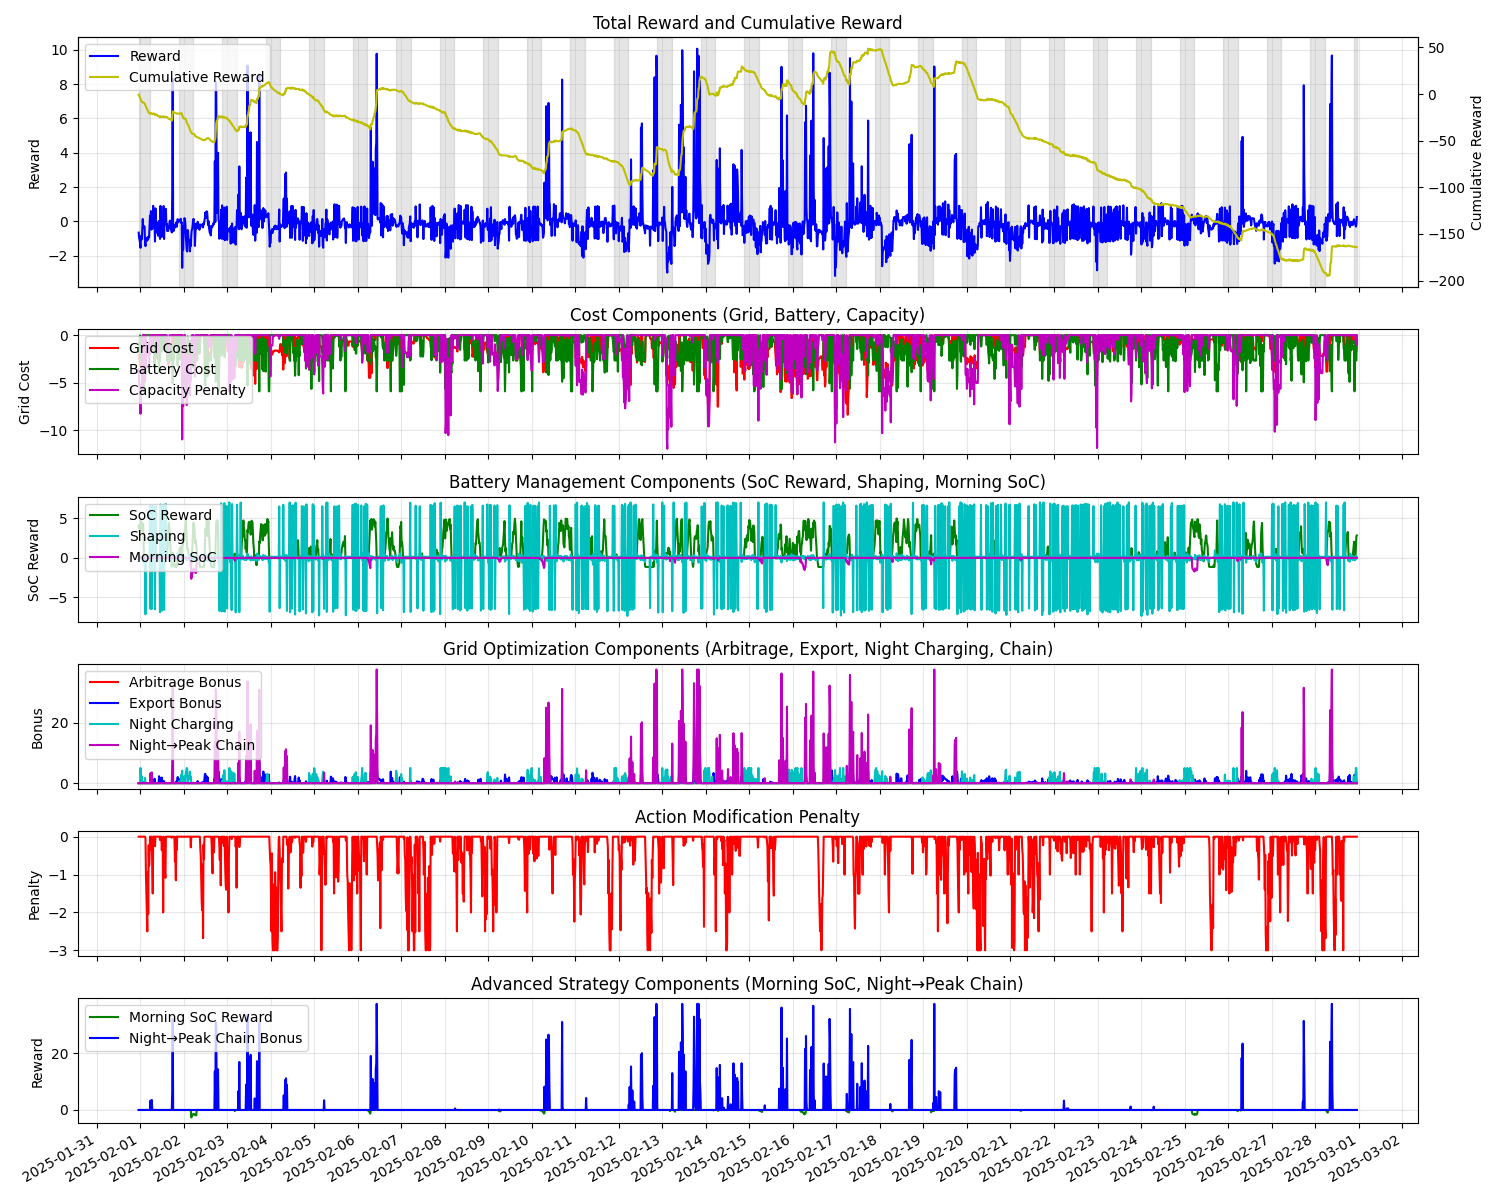 Total Reward and Cumulative Reward
Reward
Cumulative Reward
10
8
6
4
2
0
−2
Reward
50
0
−50
−100
−150
−200
Cumulative Reward
Cost Components (Grid, Battery, Capacity)
Grid Cost
Battery Cost
Capacity Penalty
0
−5
−10
Grid Cost
Battery Management Components (SoC Reward, Shaping, Morning SoC)
SoC Reward
Shaping
Morning SoC
5
0
−5
SoC Reward
Grid Optimization Components (Arbitrage, Export, Night Charging, Chain)
Arbitrage Bonus
Export Bonus
Night Charging
Night→Peak Chain
20
0
Bonus
Action Modification Penalty
0
−1
−2
−3
Penalty
Advanced Strategy Components (Morning SoC, Night→Peak Chain)
Morning SoC Reward
Night→Peak Chain Bonus
20
0
Reward
2025-01-31
2025-02-01
2025-02-02
2025-02-03
2025-02-04
2025-02-05
2025-02-06
2025-02-07
2025-02-08
2025-02-09
2025-02-10
2025-02-11
2025-02-12
2025-02-13
2025-02-14
2025-02-15
2025-02-16
2025-02-17
2025-02-18
2025-02-19
2025-02-20
2025-02-21
2025-02-22
2025-02-23
2025-02-24
2025-02-25
2025-02-26
2025-02-27
2025-02-28
2025-03-01
2025-03-02